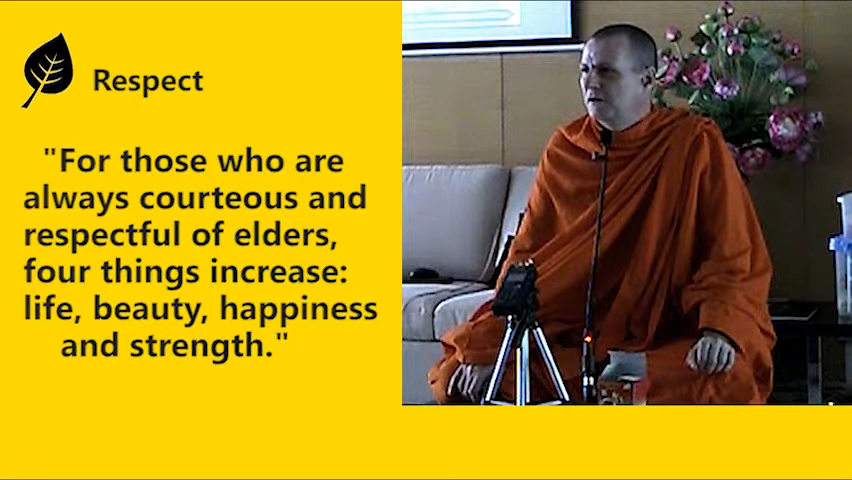 Respect
"For those who are
always courteous and
respectful of elders,
four things increase:
life, beauty, happiness
and strength."